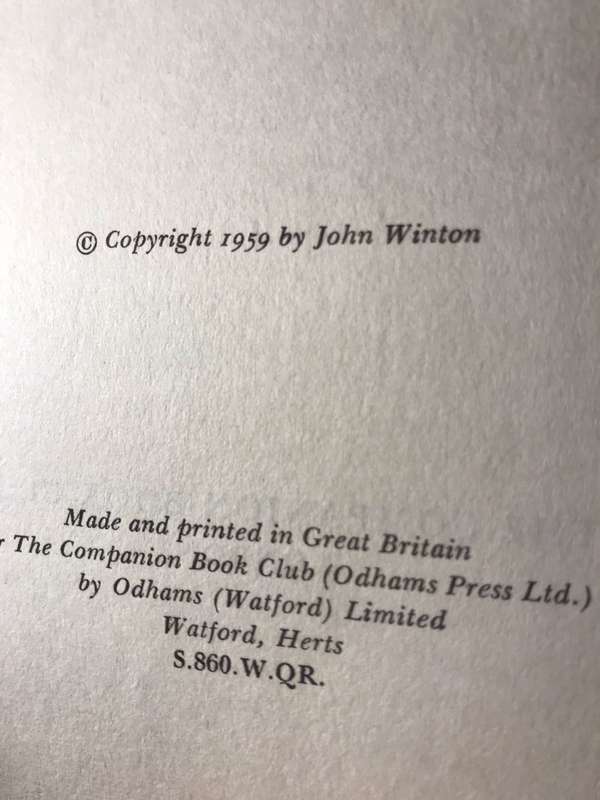 © Copyright 1959 by John Winton
Made and printed in Great Britain
The Companion Book Club (Odhams Press Ltd.)
by Odhams (Watford) Limited
Watford, Herts
S.860.W.QR.